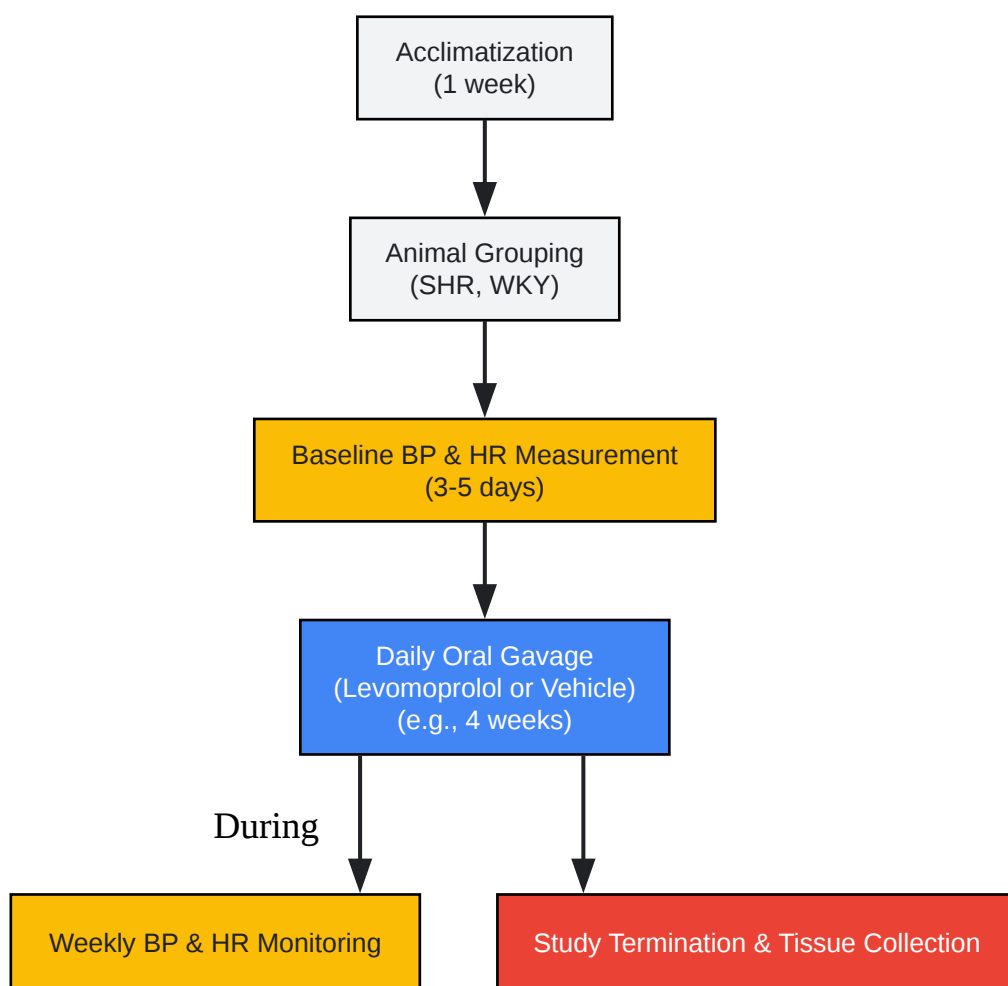 Acclimatization
(1 week)
Animal Grouping
(SHR, WKY)
Baseline BP & HR Measurement
(3-5 days)
Daily Oral Gavage
(Levomoprolol or Vehicle)
(e.g., 4 weeks)
During
Weekly BP & HR Monitoring
Study Termination & Tissue Collection